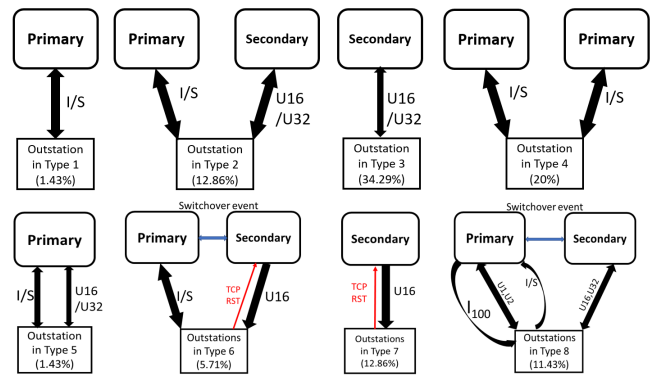 Primary
I/S
Outstation
in Type 1
(1.43%)
Primary
Secondary
I/S
U16
/U32
Outstation
in Type 2
(12.86%)
Secondary
U16
/U32
Outstation
in Type 3
(34.29%)
Primary
Primary
I/S
I/S
Outstation
in Type 4
(20%)
Primary
I/S
U16
/U32
Outstation
in Type 5
(1.43%)
Switchover event
Primary
Secondary
I/S
TCP
RST
U16
Outstations
in Type 6
(5.71%)
Secondary
TCP
RST
U16
Outstations
in Type 7
(12.86%)
Switchover event
Primary
Secondary
I100
U1,U2
I/S
U16,U32
Outstations
in Type 8
(11.43%)